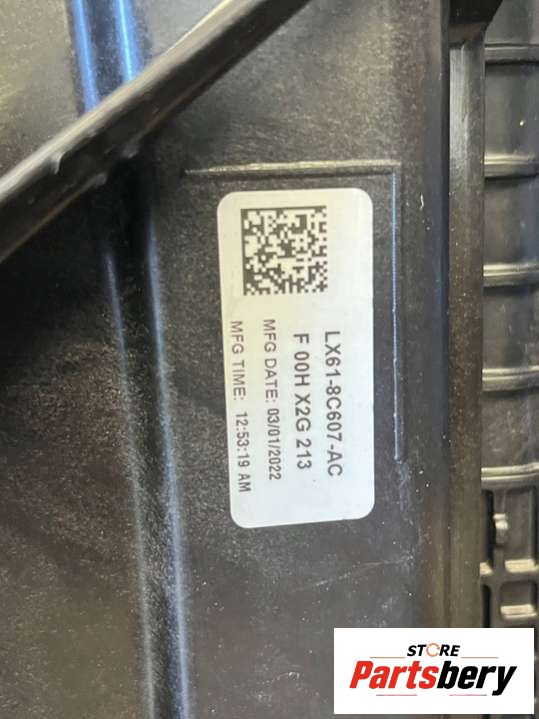 LX61-8C607-AC
F 00H X2G 213
MFG DATE: 03/01/2022
MFG TIME: 12:53:19 AM
STORE
Partsbery